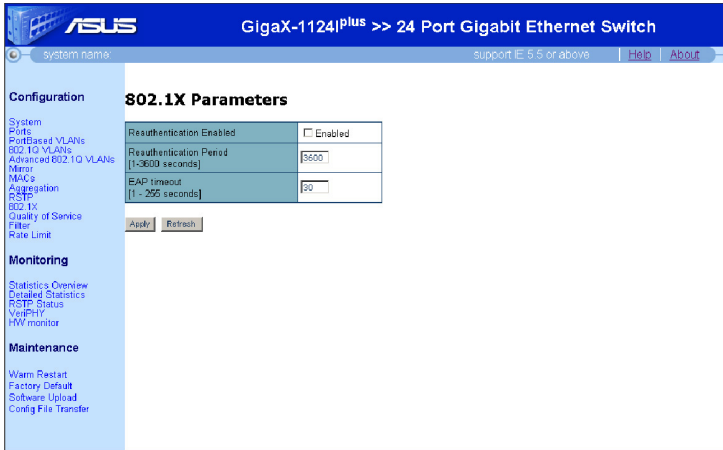 ASUS
GigaX-1124iplus >> 24 Port Gigabit Ethernet Switch
system name:
support IE 5.5 or above
Help
About
Configuration
System
Ports
PortBased VLANs
802.1Q VLANs
Advanced 802.1Q VLANs
Mirror
MACs
Aggregation
RSTP
802.1X
Quality of Service
Filter
Rate Limit
Monitoring
Statistics Overview
Detailed Statistics
RSTP Status
VeriPHY
HW monitor
Maintenance
Warm Restart
Factory Default
Software Upload
Config File Transfer
802.1X Parameters
Reauthentication Enabled
Enabled
Reauthentication Period
[1-3600 seconds]
3600
EAP timeout
[1 - 255 seconds]
30
Apply
Refresh